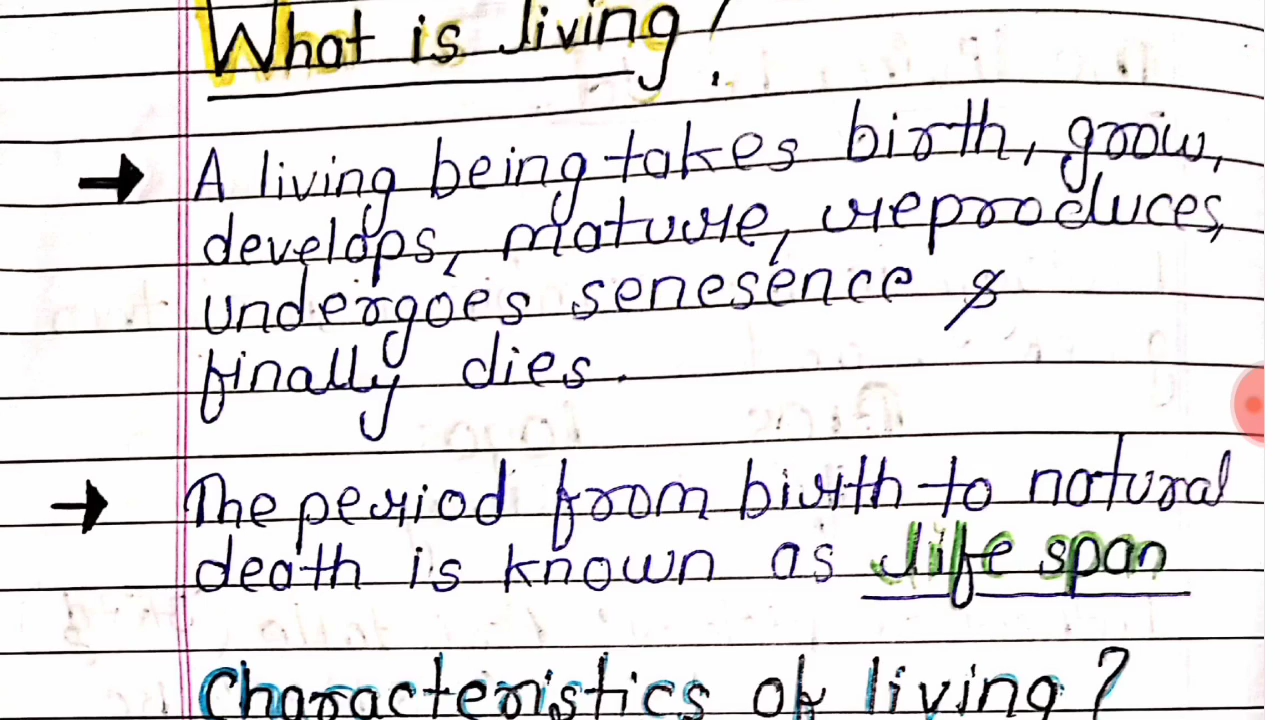 What is living?
→ A living being takes birth, grow,
develops, mature, reproduces,
undergoes senesence &
finally dies.
→ The period from birth to natural
death is known as life span
Characteristics of living?